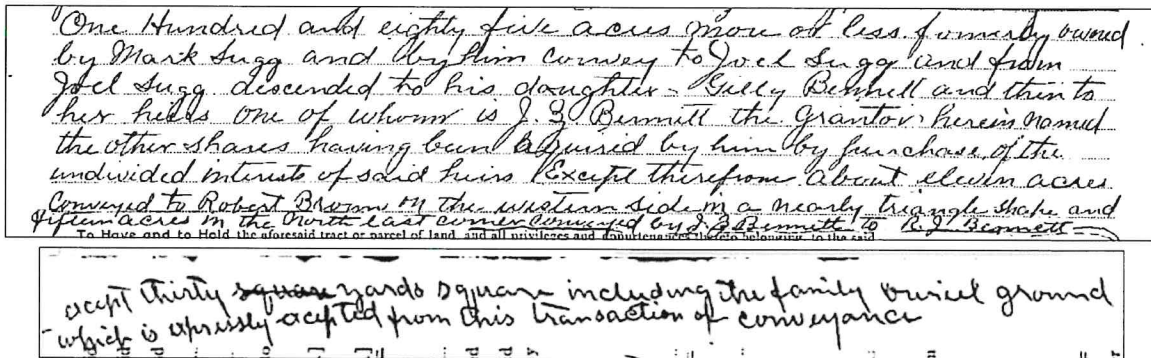 One Hundred and eighty five acres more or less formerly owned
by Mark Sugg and by him convey to Joel Sugg and from
Joel Sugg descended to his daughter - Gilly Bennett and then to
her heirs one of whom is J. Z. Bennett the Grantor herein named
the other shares having been aquired by him by purchase of the
undivided interests of said heirs Except therefrom about eleven acres
Conveyed to Robert Brown on the western side in a nearly triangle shape and
fifteen acres in the North East corner conveyed by J. Z. Bennett to R. J. Bennett
To Have and to Hold the aforesaid tract or parcel of land and all privileges and appurtenances thereto belonging, to the said
except thirty square yards square including the family buriel ground
which is expressly excepted from this transaction of conveyance